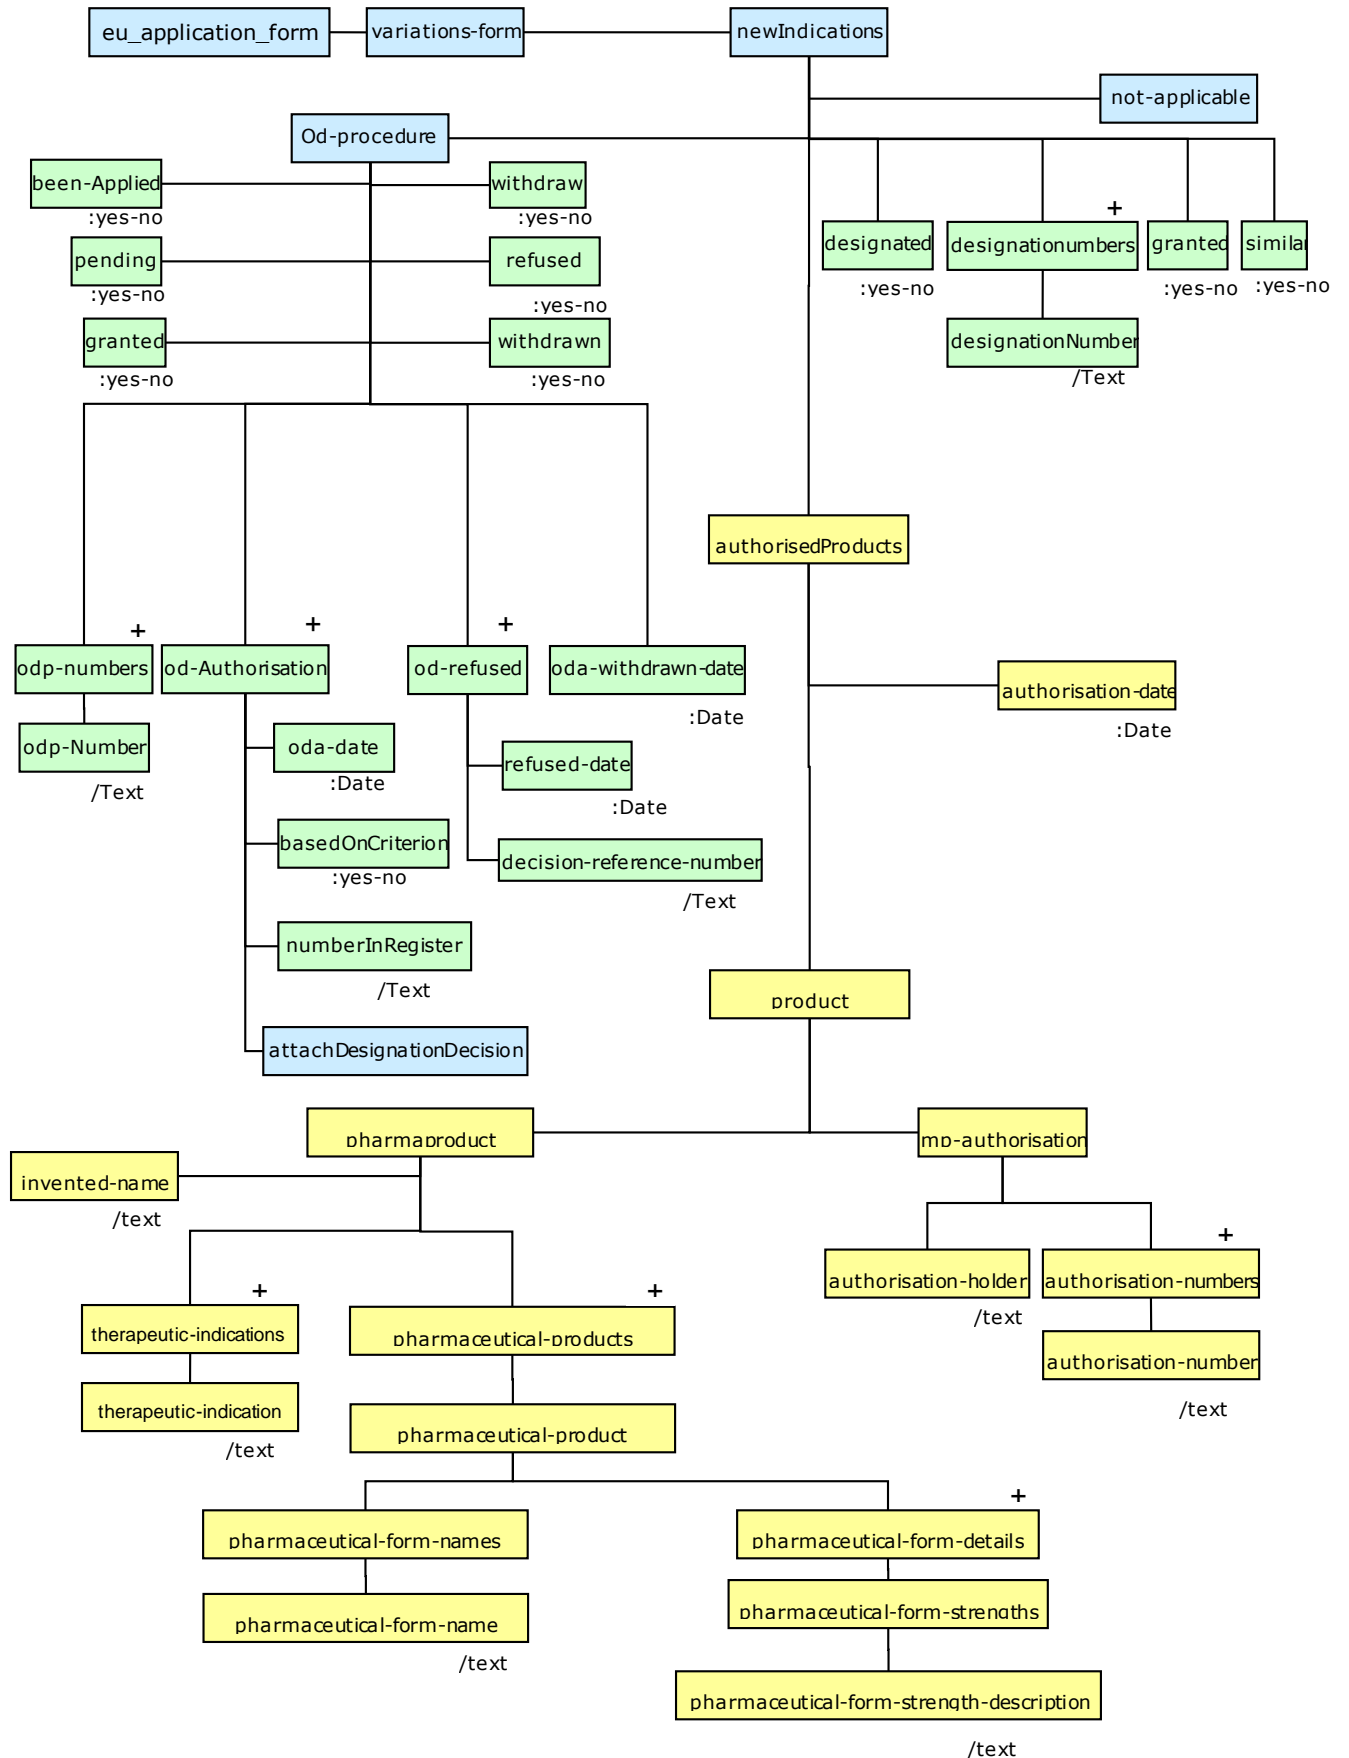 eu_application_form
variations-form
newIndications
not-applicable
Od-procedure
been-Applied
:yes-no
withdraw
:yes-no
pending
:yes-no
refused
:yes-no
granted
:yes-no
withdrawn
:yes-no
designated
:yes-no
+
designationumbers
granted
:yes-no
similar
:yes-no
designationNumber
/Text
authorisedProducts
+
odp-numbers
+
od-Authorisation
+
od-refused
oda-withdrawn-date
:Date
authorisation-date
:Date
odp-Number
/Text
oda-date
:Date
refused-date
:Date
basedOnCriterion
:yes-no
decision-reference-number
/Text
numberInRegister
/Text
product
attachDesignationDecision
pharmaproduct
mp-authorisation
invented-name
/text
+
authorisation-holder
/text
authorisation-numbers
+
therapeutic-indications
+
pharmaceutical-products
authorisation-number
/text
therapeutic-indication
/text
pharmaceutical-product
pharmaceutical-form-names
+
pharmaceutical-form-details
pharmaceutical-form-name
/text
pharmaceutical-form-strengths
pharmaceutical-form-strength-description
/text